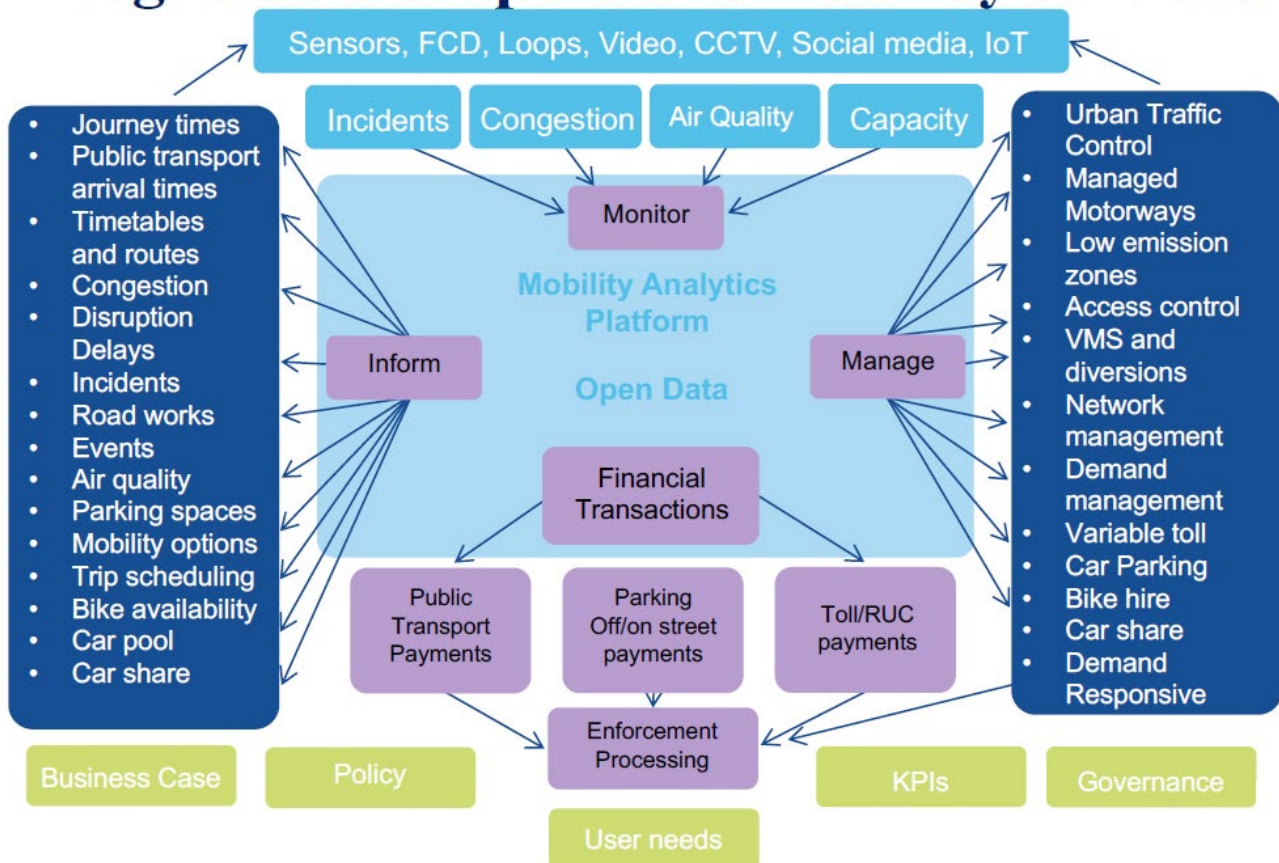 Sensors, FCD, Loops, Video, CCTV, Social media, IoT
Incidents
Congestion
Air Quality
Capacity
• Journey times
• Public transport
arrival times
• Timetables
and routes
• Congestion
• Disruption
Delays
• Incidents
• Road works
• Events
• Air quality
• Parking spaces
• Mobility options
• Trip scheduling
• Bike availability
• Car pool
• Car share
Monitor
Mobility Analytics
Platform
Inform
Manage
Open Data
Financial
Transactions
Public
Transport
Payments
Parking
Off/on street
payments
Toll/RUC
payments
Enforcement
Processing
• Urban Traffic
Control
• Managed
Motorways
• Low emission
zones
• Access control
• VMS and
diversions
• Network
management
• Demand
management
• Variable toll
• Car Parking
• Bike hire
• Car share
• Demand
Responsive
Business Case
Policy
KPIs
Governance
User needs